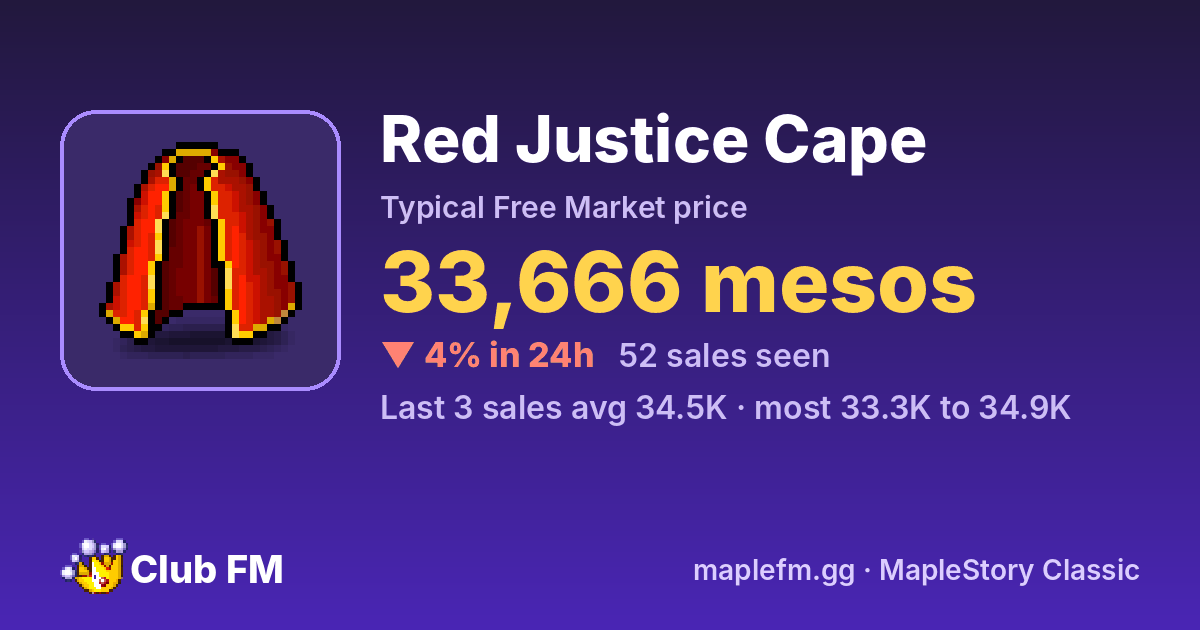 Red Justice Cape
Typical Free Market price
33,666 mesos
▼ 4% in 24h 52 sales seen
Last 3 sales avg 34.5K · most 33.3K to 34.9K
Club FM
maplefm.gg · MapleStory Classic